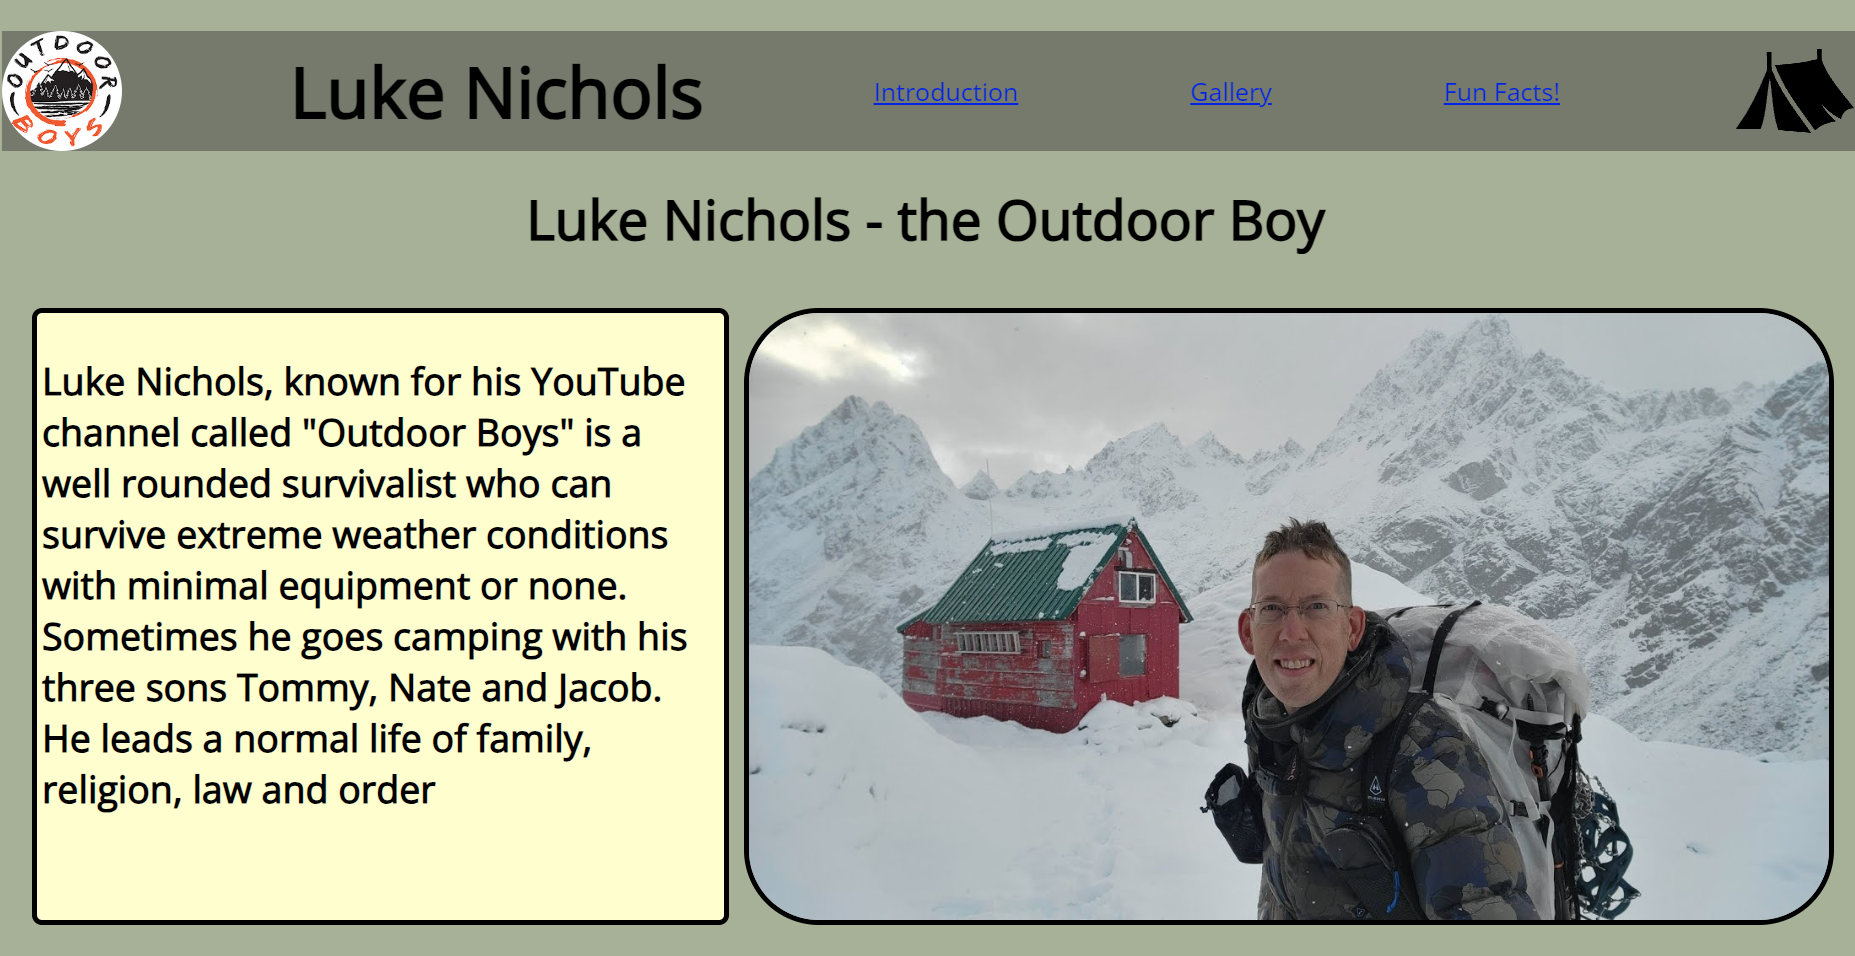 OUTDOOR
BOYS
Luke Nichols
Introduction
Gallery
Fun Facts!
Luke Nichols - the Outdoor Boy
Luke Nichols, known for his YouTube
channel called "Outdoor Boys" is a
well rounded survivalist who can
survive extreme weather conditions
with minimal equipment or none.
Sometimes he goes camping with his
three sons Tommy, Nate and Jacob.
He leads a normal life of family,
religion, law and order